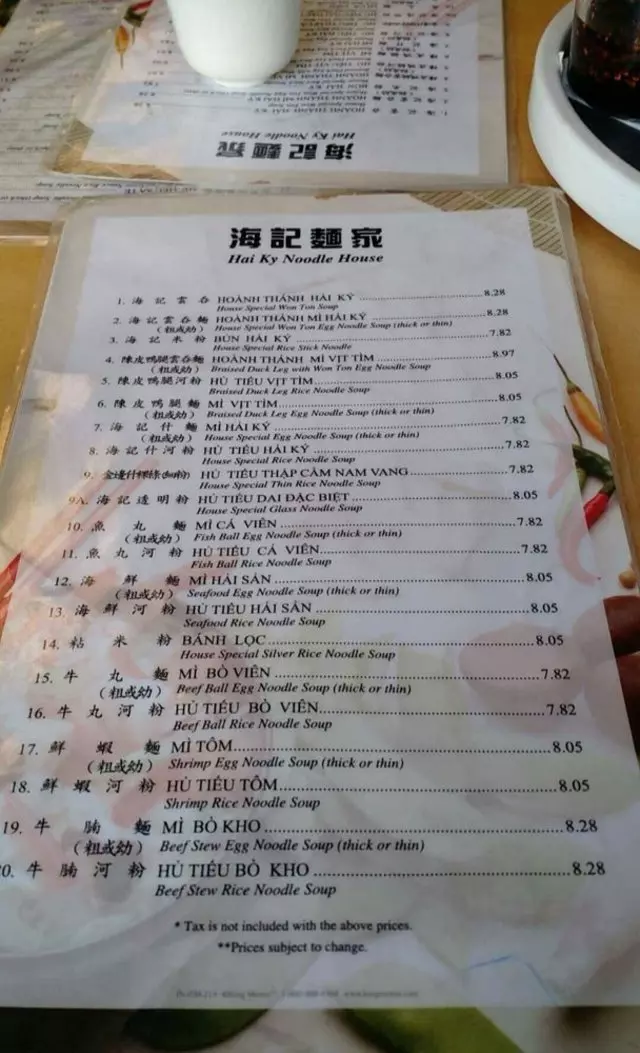 海記麵家
Hai Ky Noodle House
海記麵家
Hai Ky Noodle House
1. 海記雲吞 HOÀNH THÁNH HẢI KÝ 8.28
House Special Won Ton Soup
2. 海記雲吞麵 HOÀNH THÁNH MÌ HẢI KÝ 8.28
(粗或幼) House Special Won Ton Egg Noodle Soup (thick or thin)
3. 海記米粉 BÚN HẢI KÝ 7.82
House Special Rice Stick Noodle
4. 陳皮鴨腿雲吞麵 HOÀNH THÁNH MÌ VỊT TÌM 8.97
(粗或幼) Braised Duck Leg with Won Ton Egg Noodle Soup
5. 陳皮鴨腿河粉 HỦ TIẾU VỊT TÌM 8.05
Braised Duck Leg Rice Noodle Soup
6. 陳皮鴨腿麵 MÌ VỊT TÌM 8.05
(粗或幼) Braised Duck Leg Egg Noodle Soup (thick or thin)
7. 海記什麵 MÌ HẢI KÝ 7.82
(粗或幼) House Special Egg Noodle Soup (thick or thin)
8. 海記什河粉 HỦ TIẾU HẢI KÝ 7.82
House Special Rice Noodle Soup
9. 金邊什粿條(細粉) HỦ TIẾU THẬP CẨM NAM VANG 7.82
House Special Thin Rice Noodle Soup
9A. 海記透明粉 HỦ TIẾU DAI ĐẶC BIỆT 8.05
House Special Glass Noodle Soup
10. 魚丸麵 MÌ CÁ VIÊN 7.82
(粗或幼) Fish Ball Egg Noodle Soup (thick or thin)
11. 魚丸河粉 HỦ TIẾU CÁ VIÊN 7.82
Fish Ball Rice Noodle Soup
12. 海鮮麵 MÌ HẢI SẢN 8.05
(粗或幼) Seafood Egg Noodle Soup (thick or thin)
13. 海鮮河粉 HỦ TIẾU HẢI SẢN 8.05
Seafood Rice Noodle Soup
14. 粘米粉 BÁNH LỌC 8.05
House Special Silver Rice Noodle Soup
15. 牛丸麵 MÌ BÒ VIÊN 7.82
(粗或幼) Beef Ball Egg Noodle Soup (thick or thin)
16. 牛丸河粉 HỦ TIẾU BÒ VIÊN 7.82
Beef Ball Rice Noodle Soup
17. 鮮蝦麵 MÌ TÔM 8.05
(粗或幼) Shrimp Egg Noodle Soup (thick or thin)
18. 鮮蝦河粉 HỦ TIẾU TÔM 8.05
Shrimp Rice Noodle Soup
19. 牛腩麵 MÌ BÒ KHO 8.28
(粗或幼) Beef Stew Egg Noodle Soup (thick or thin)
0. 牛腩河粉 HỦ TIẾU BÒ KHO 8.28
Beef Stew Rice Noodle Soup
* Tax is not included with the above prices.
**Prices subject to change.